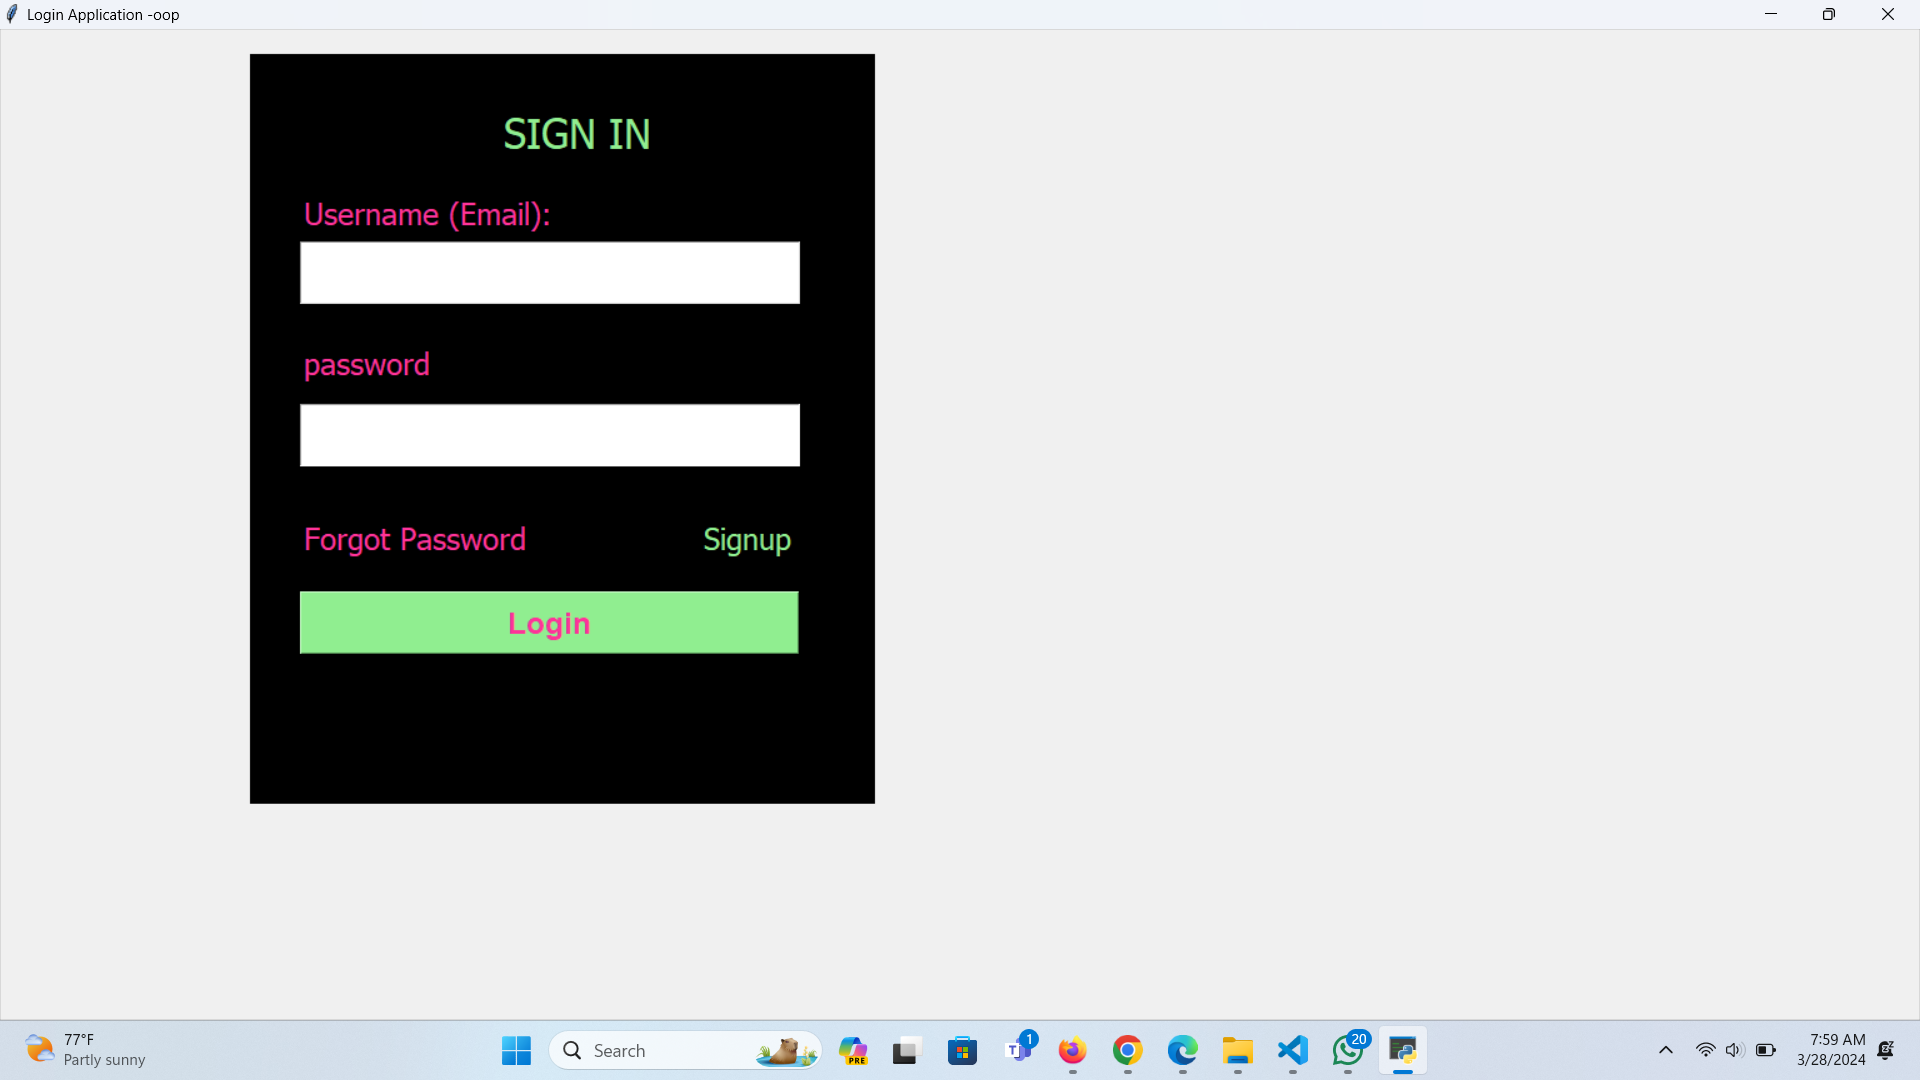 Login Application -oop
SIGN IN
Username (Email):
password
Forgot Password
Signup
Login
77°F
Partly sunny
Search
PRE
T
1
20
7:59 AM
3/28/2024